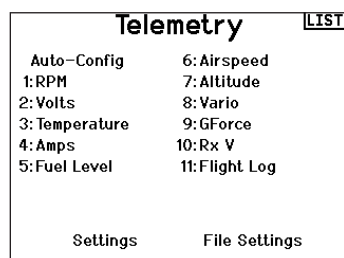 Telemetry
LIST
Auto-Config
1:RPM
2:Volts
3:Temperature
4:Amps
5:Fuel Level
6:Airspeed
7:Altitude
8:Vario
9:GForce
10:Rx V
11:Flight Log
Settings
File Settings